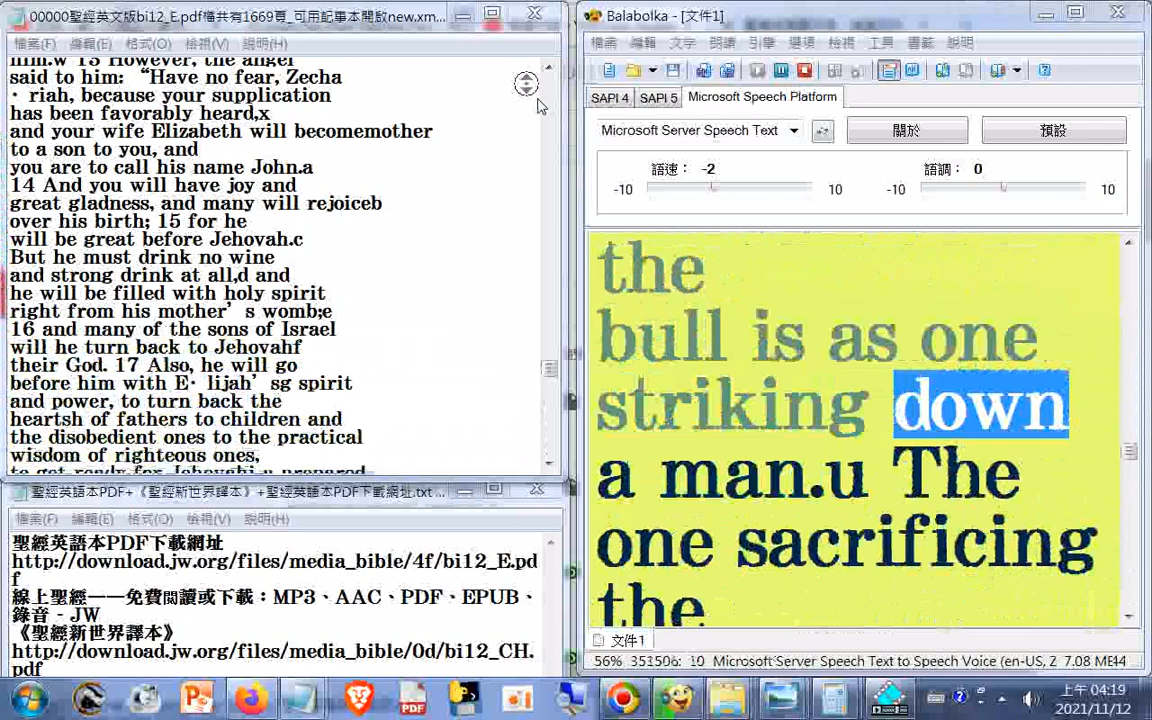 00000聖經英文版bi12_E.pdf檔共有1669頁_可用記事本開啟new.xm...
檔案(F) 編輯(E) 格式(O) 檢視(V) 說明(H)
him.w 13 However, the angel
said to him: “Have no fear, Zecha
‧ riah, because your supplication
has been favorably heard,x
and your wife Elizabeth will becomemother
to a son to you, and
you are to call his name John.a
14 And you will have joy and
great gladness, and many will rejoiceb
over his birth; 15 for he
will be great before Jehovah.c
But he must drink no wine
and strong drink at all,d and
he will be filled with holy spirit
right from his mother’s womb;e
16 and many of the sons of Israel
will he turn back to Jehovahf
their God. 17 Also, he will go
before him with E‧ lijah’sg spirit
and power, to turn back the
heartsh of fathers to children and
the disobedient ones to the practical
wisdom of righteous ones,
to get ready for Jehovahi a prepared
聖經英語本PDF+《聖經新世界譯本》+聖經英語本PDF下載網址.txt ...
檔案(F) 編輯(E) 格式(O) 檢視(V) 說明(H)
聖經英語本PDF下載網址
http://download.jw.org/files/media_bible/4f/bi12_E.pd
f
線上聖經——免費閱讀或下載：MP3、AAC、PDF、EPUB、
錄音 - JW
《聖經新世界譯本》
http://download.jw.org/files/media_bible/0d/bi12_CH.
pdf
Balabolka - [文件1]
檔案 編輯 文字 朗讀 引擎 選項 檢視 工具 書籤 說明
SAPI 4 SAPI 5 Microsoft Speech Platform
Microsoft Server Speech Text 關於 預設
語速： -2 語調： 0
-10 10 -10 10
the
bull is as one
striking down
a man.u The
one sacrificing
the
文件1
56% 351506: 10 Microsoft Server Speech Text to Speech Voice (en-US, Z 7.08 ME44
上午 04:19
2021/11/12